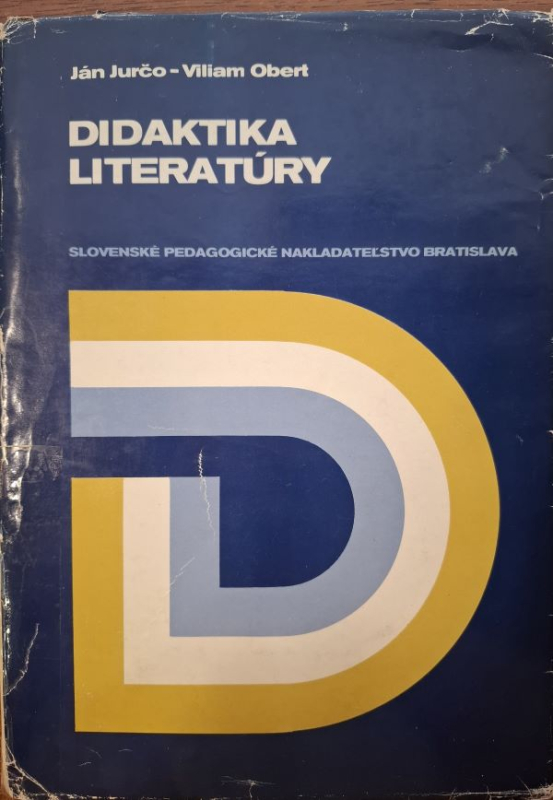 Ján Jurčo – Viliam Obert
DIDAKTIKA
LITERATÚRY
SLOVENSKÉ PEDAGOGICKÉ NAKLADATEĽSTVO BRATISLAVA